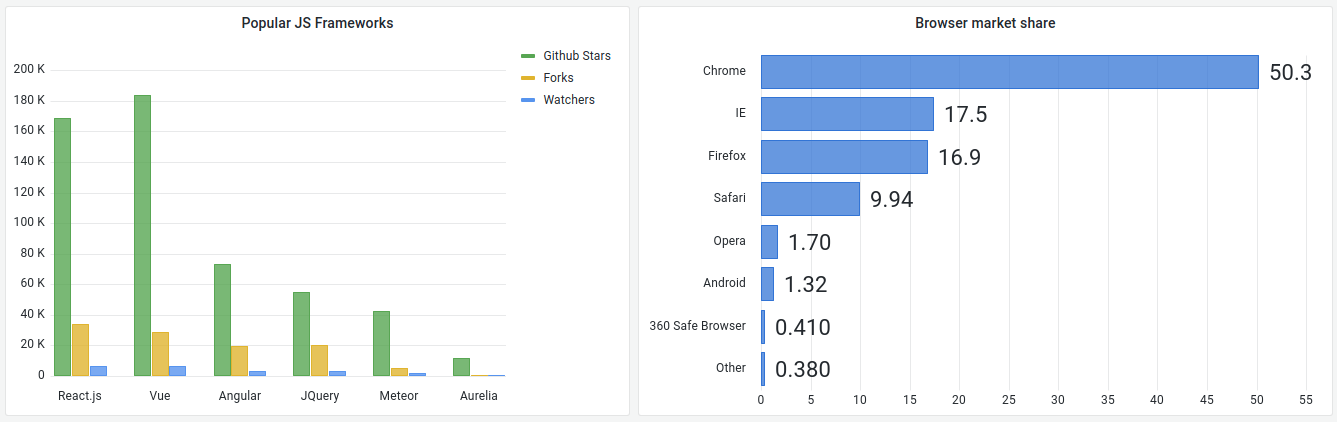 Popular JS Frameworks
Github Stars
Forks
Watchers
200 K
180 K
160 K
140 K
120 K
100 K
80 K
60 K
40 K
20 K
0
React.js Vue Angular JQuery Meteor Aurelia
Browser market share
Chrome 50.3
IE 17.5
Firefox 16.9
Safari 9.94
Opera 1.70
Android 1.32
360 Safe Browser 0.410
Other 0.380
0 5 10 15 20 25 30 35 40 45 50 55